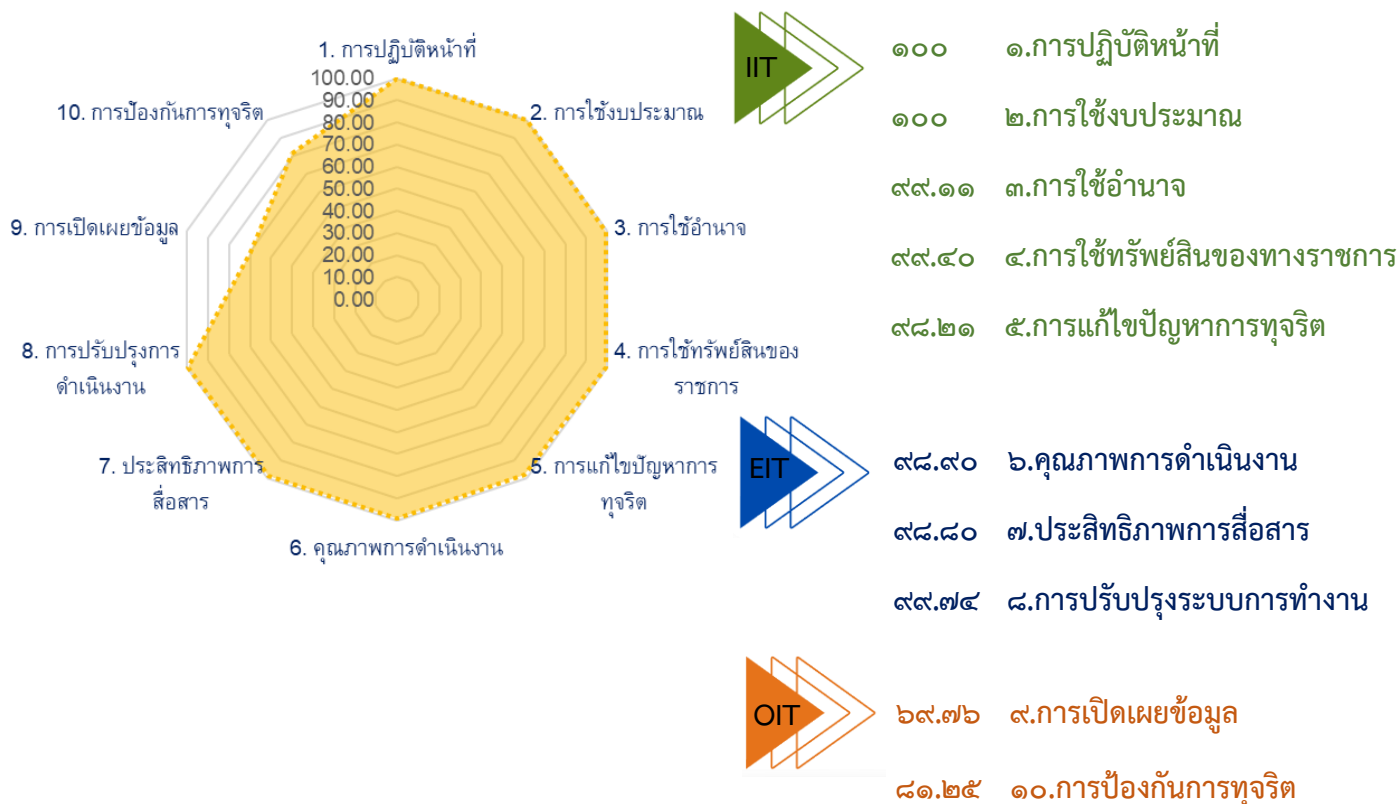 1. การปฏิบัติหน้าที่
100.00
90.00
80.00
70.00
60.00
50.00
40.00
30.00
20.00
10.00
0.00
2. การใช้งบประมาณ
3. การใช้อำนาจ
4. การใช้ทรัพย์สินของ
ราชการ
5. การแก้ไขปัญหาการ
ทุจริต
6. คุณภาพการดำเนินงาน
7. ประสิทธิภาพการ
สื่อสาร
8. การปรับปรุงการ
ดำเนินงาน
9. การเปิดเผยข้อมูล
10. การป้องกันการทุจริต
IIT
๑๐๐ ๑.การปฏิบัติหน้าที่
๑๐๐ ๒.การใช้งบประมาณ
๙๙.๑๑ ๓.การใช้อำนาจ
๙๙.๔๐ ๔.การใช้ทรัพย์สินของทางราชการ
๙๘.๒๑ ๕.การแก้ไขปัญหาการทุจริต
EIT
๙๘.๙๐ ๖.คุณภาพการดำเนินงาน
๙๘.๘๐ ๗.ประสิทธิภาพการสื่อสาร
๙๙.๗๔ ๘.การปรับปรุงระบบการทำงาน
OIT
๖๙.๗๖ ๙.การเปิดเผยข้อมูล
๘๑.๒๕ ๑๐.การป้องกันการทุจริต